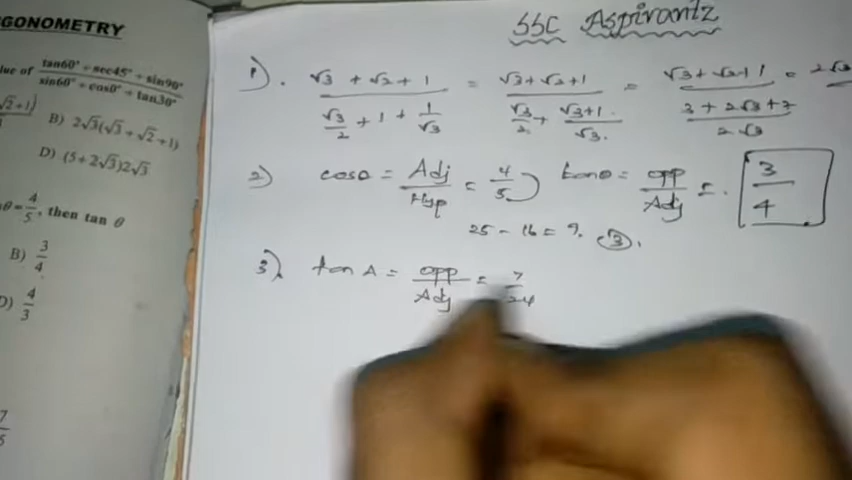 GONOMETRY
lue of (tan60° + sec45° + sin90°)/(sin60° + cos0° + tan30°)
√2+1) B) 2√3(√3 + √2 + 1)
D) (5+2√3)2√3
θ = 4/5, then tan θ
B) 3/4
D) 4/3
7/5
SSC Aspirantz
1). (√3 + √2 + 1)/(√3/2 + 1 + 1/√3) = (√3 + √2 + 1)/(√3/2 + (√3+1)/√3) = (√3 + √2 + 1)/((3 + 2√3 + 2)/2√3) = 2√3
2) cosθ = Adj/Hyp = 4/5 tanθ = opp/Adj = 3/4
25 - 16 = 9. 3.
3). tan A = opp/Adj = 7/24